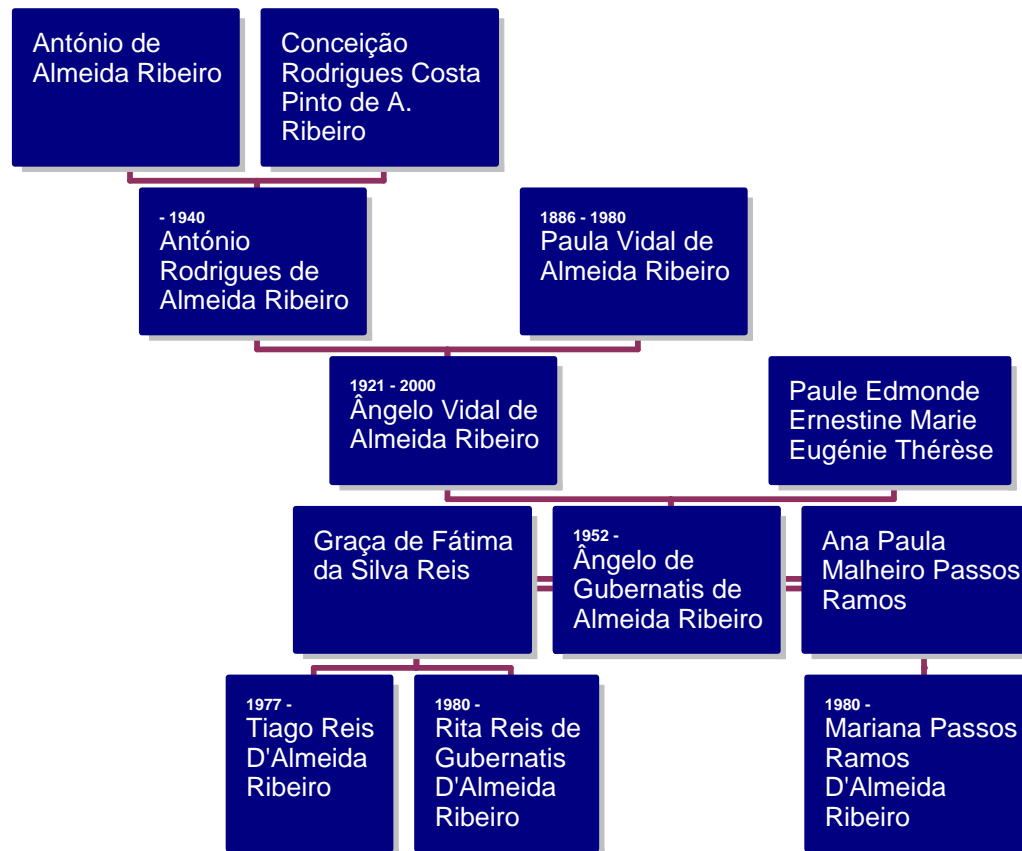 António de
Almeida Ribeiro
Conceição
Rodrigues Costa
Pinto de A.
Ribeiro
- 1940
António
Rodrigues de
Almeida Ribeiro
1886 - 1980
Paula Vidal de
Almeida Ribeiro
1921 - 2000
Ângelo Vidal de
Almeida Ribeiro
Paule Edmonde
Ernestine Marie
Eugénie Thérèse
Graça de Fátima
da Silva Reis
1952 -
Ângelo de
Gubernatis de
Almeida Ribeiro
Ana Paula
Malheiro Passos
Ramos
1977 -
Tiago Reis
D'Almeida
Ribeiro
1980 -
Rita Reis de
Gubernatis
D'Almeida
Ribeiro
1980 -
Mariana Passos
Ramos
D'Almeida
Ribeiro